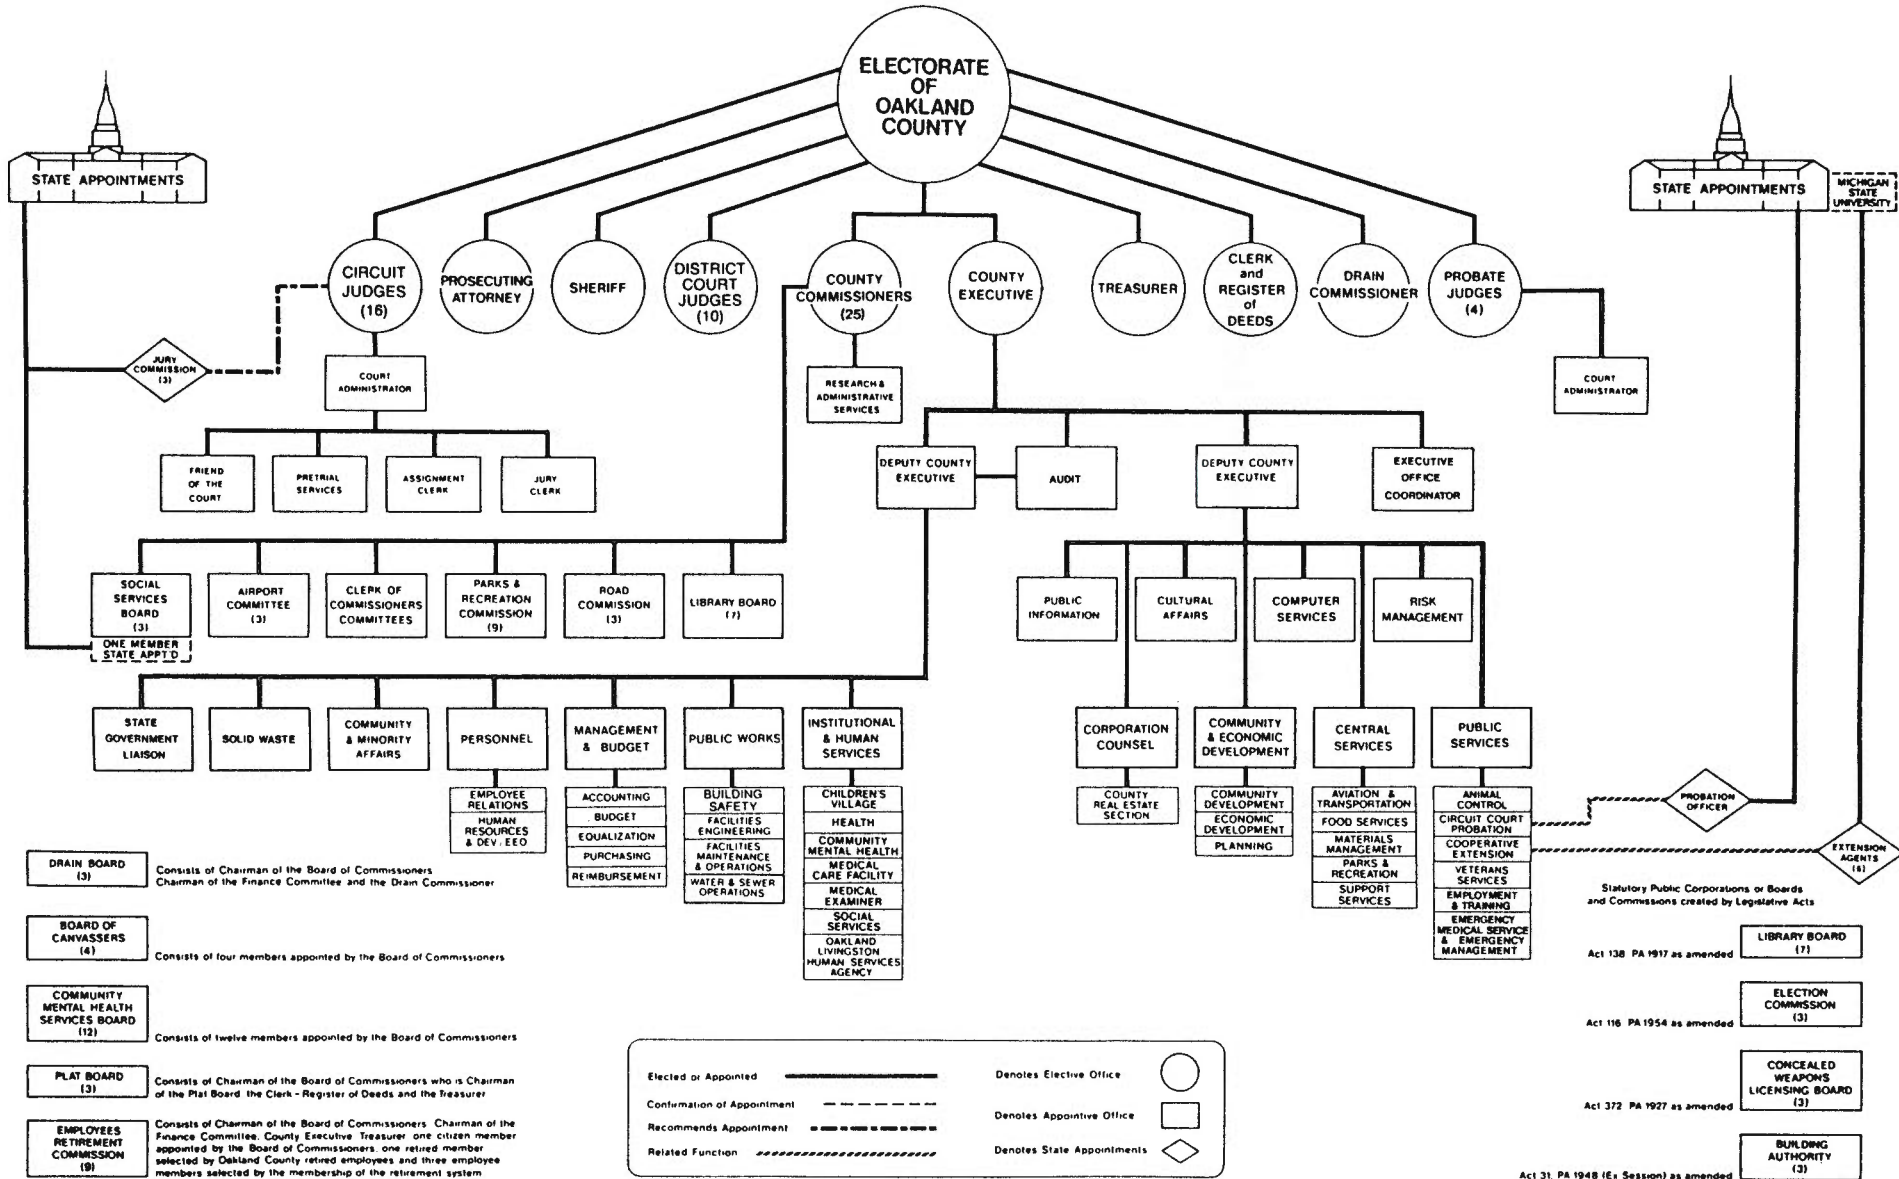 ELECTORATE
OF
OAKLAND
COUNTY
STATE APPOINTMENTS
STATE APPOINTMENTS
MICHIGAN
STATE
UNIVERSITY
CIRCUIT
JUDGES
(16)
PROSECUTING
ATTORNEY
SHERIFF
DISTRICT
COURT
JUDGES
(10)
COUNTY
COMMISSIONERS
(25)
COUNTY
EXECUTIVE
TREASURER
CLERK
and
REGISTER
of
DEEDS
DRAIN
COMMISSIONER
PROBATE
JUDGES
(4)
JURY
COMMISSION
(3)
COURT
ADMINISTRATOR
RESEARCH &
ADMINISTRATIVE
SERVICES
COURT
ADMINISTRATOR
FRIEND
OF THE
COURT
PRETRIAL
SERVICES
ASSIGNMENT
CLERK
JURY
CLERK
DEPUTY COUNTY
EXECUTIVE
AUDIT
DEPUTY COUNTY
EXECUTIVE
EXECUTIVE
OFFICE
COORDINATOR
SOCIAL
SERVICES
BOARD
(3)
ONE MEMBER
STATE APPT'D
AIRPORT
COMMITTEE
(3)
CLERK OF
COMMISSIONERS
COMMITTEES
PARKS &
RECREATION
COMMISSION
(9)
ROAD
COMMISSION
(3)
LIBRARY BOARD
(7)
PUBLIC
INFORMATION
CULTURAL
AFFAIRS
COMPUTER
SERVICES
RISK
MANAGEMENT
STATE
GOVERNMENT
LIAISON
SOLID WASTE
COMMUNITY
& MINORITY
AFFAIRS
PERSONNEL
MANAGEMENT
& BUDGET
PUBLIC WORKS
INSTITUTIONAL
& HUMAN
SERVICES
CORPORATION
COUNSEL
COMMUNITY
& ECONOMIC
DEVELOPMENT
CENTRAL
SERVICES
PUBLIC
SERVICES
EMPLOYEE
RELATIONS
HUMAN
RESOURCES
& DEV./EEO
ACCOUNTING
BUDGET
EQUALIZATION
PURCHASING
REIMBURSEMENT
BUILDING
SAFETY
FACILITIES
ENGINEERING
FACILITIES
MAINTENANCE
& OPERATIONS
WATER & SEWER
OPERATIONS
CHILDREN'S
VILLAGE
HEALTH
COMMUNITY
MENTAL HEALTH
MEDICAL
CARE FACILITY
MEDICAL
EXAMINER
SOCIAL
SERVICES
OAKLAND
LIVINGSTON
HUMAN SERVICES
AGENCY
COUNTY
REAL ESTATE
SECTION
COMMUNITY
DEVELOPMENT
ECONOMIC
DEVELOPMENT
PLANNING
AVIATION &
TRANSPORTATION
FOOD SERVICES
MATERIALS
MANAGEMENT
PARKS &
RECREATION
SUPPORT
SERVICES
ANIMAL
CONTROL
CIRCUIT COURT
PROBATION
COOPERATIVE
EXTENSION
VETERANS
SERVICES
EMPLOYMENT
& TRAINING
EMERGENCY
MEDICAL SERVICE
& EMERGENCY
MANAGEMENT
PROBATION
OFFICER
EXTENSION
AGENTS
(6)
DRAIN BOARD
(3)
Consists of Chairman of the Board of Commissioners
Chairman of the Finance Committee and the Drain Commissioner
BOARD OF
CANVASSERS
(4)
Consists of four members appointed by the Board of Commissioners
COMMUNITY
MENTAL HEALTH
SERVICES BOARD
(12)
Consists of twelve members appointed by the Board of Commissioners
PLAT BOARD
(3)
Consists of Chairman of the Board of Commissioners who is Chairman
of the Plat Board the Clerk - Register of Deeds and the Treasurer
EMPLOYEES
RETIREMENT
COMMISSION
(9)
Consists of Chairman of the Board of Commissioners Chairman of the
Finance Committee, County Executive Treasurer one citizen member
appointed by the Board of Commissioners, one retired member
selected by Oakland County retired employees and three employee
members selected by the membership of the retirement system
Elected or Appointed
Confirmation of Appointment
Recommends Appointment
Related Function
Denotes Elective Office
Denotes Appointive Office
Denotes State Appointments
Statutory Public Corporations or Boards
and Commissions created by Legislative Acts
Act 138 PA 1917 as amended
LIBRARY BOARD
(7)
Act 116 PA 1954 as amended
ELECTION
COMMISSION
(3)
Act 372 PA 1927 as amended
CONCEALED
WEAPONS
LICENSING BOARD
(3)
Act 31, PA 1948 (Ex Session) as amended
BUILDING
AUTHORITY
(3)